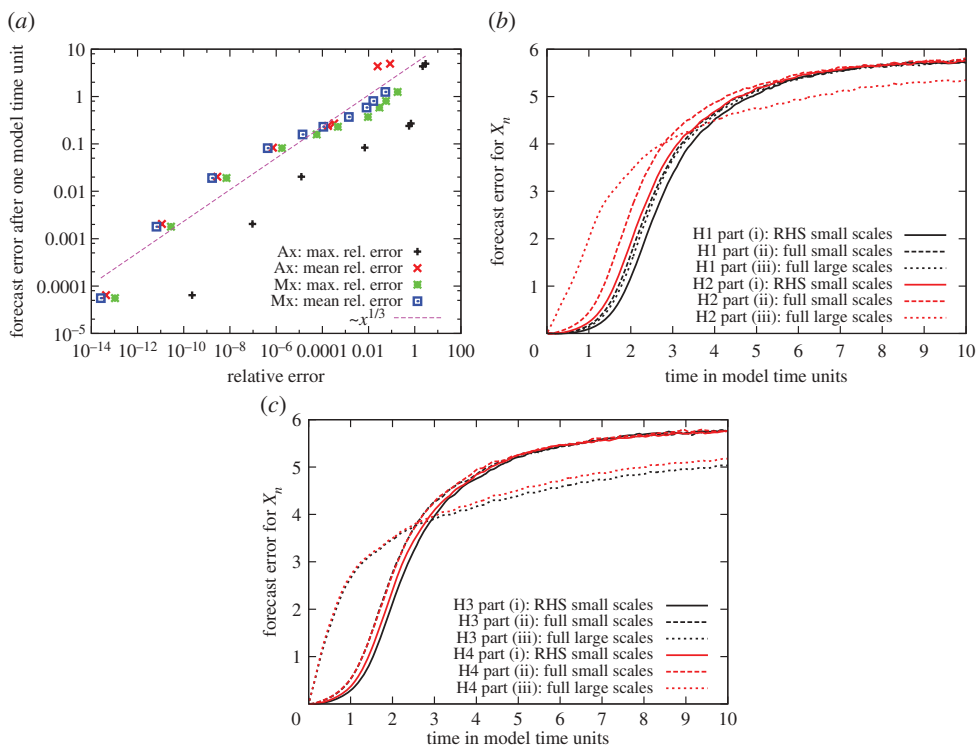 (a)
forecast error after one model time unit
10
5
1
0.1
0.01
0.001
0.0001
10−5
10−14 10−12 10−10 10−8 10−6 0.0001 0.01 1 100
relative error
Ax: max. rel. error
Ax: mean rel. error
Mx: max. rel. error
Mx: mean rel. error
~x1/3
(b)
forecast error for Xn
6
5
4
3
2
1
0 1 2 3 4 5 6 7 8 9 10
time in model time units
H1 part (i): RHS small scales
H1 part (ii): full small scales
H1 part (iii): full large scales
H2 part (i): RHS small scales
H2 part (ii): full small scales
H2 part (iii): full large scales
(c)
forecast error for Xn
6
5
4
3
2
1
0 1 2 3 4 5 6 7 8 9 10
time in model time units
H3 part (i): RHS small scales
H3 part (ii): full small scales
H3 part (iii): full large scales
H4 part (i): RHS small scales
H4 part (ii): full small scales
H4 part (iii): full large scales